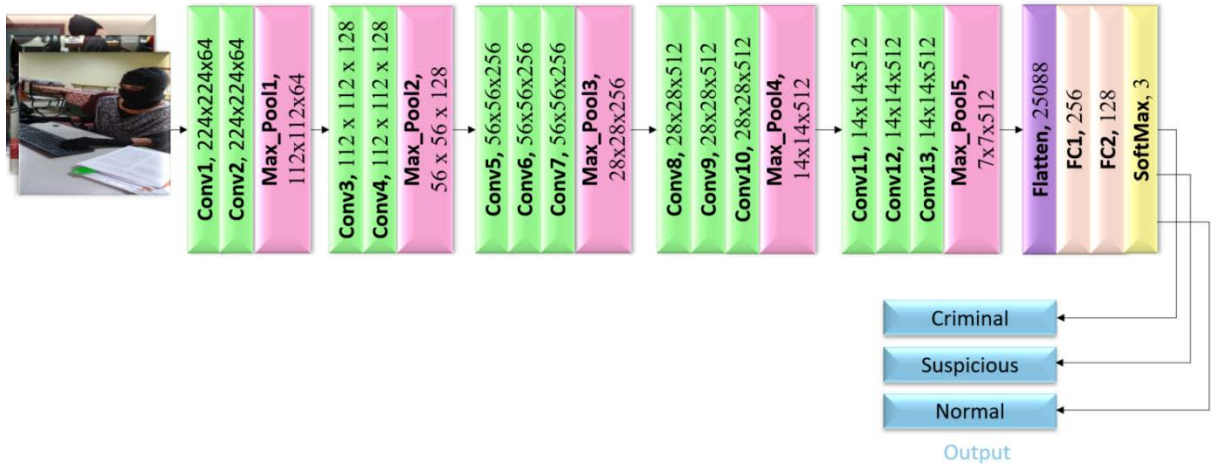 Conv1, 224x224x64
Conv2, 224x224x64
Max_Pool1,
112x112x64
Conv3, 112 x 112 x 128
Conv4, 112 x 112 x 128
Max_Pool2,
56 x 56 x 128
Conv5, 56x56x256
Conv6, 56x56x256
Conv7, 56x56x256
Max_Pool3,
28x28x256
Conv8, 28x28x512
Conv9, 28x28x512
Conv10, 28x28x512
Max_Pool4,
14x14x512
Conv11, 14x14x512
Conv12, 14x14x512
Conv13, 14x14x512
Max_Pool5,
7x7x512
Flatten, 25088
FC1, 256
FC2, 128
SoftMax, 3
Criminal
Suspicious
Normal
Output